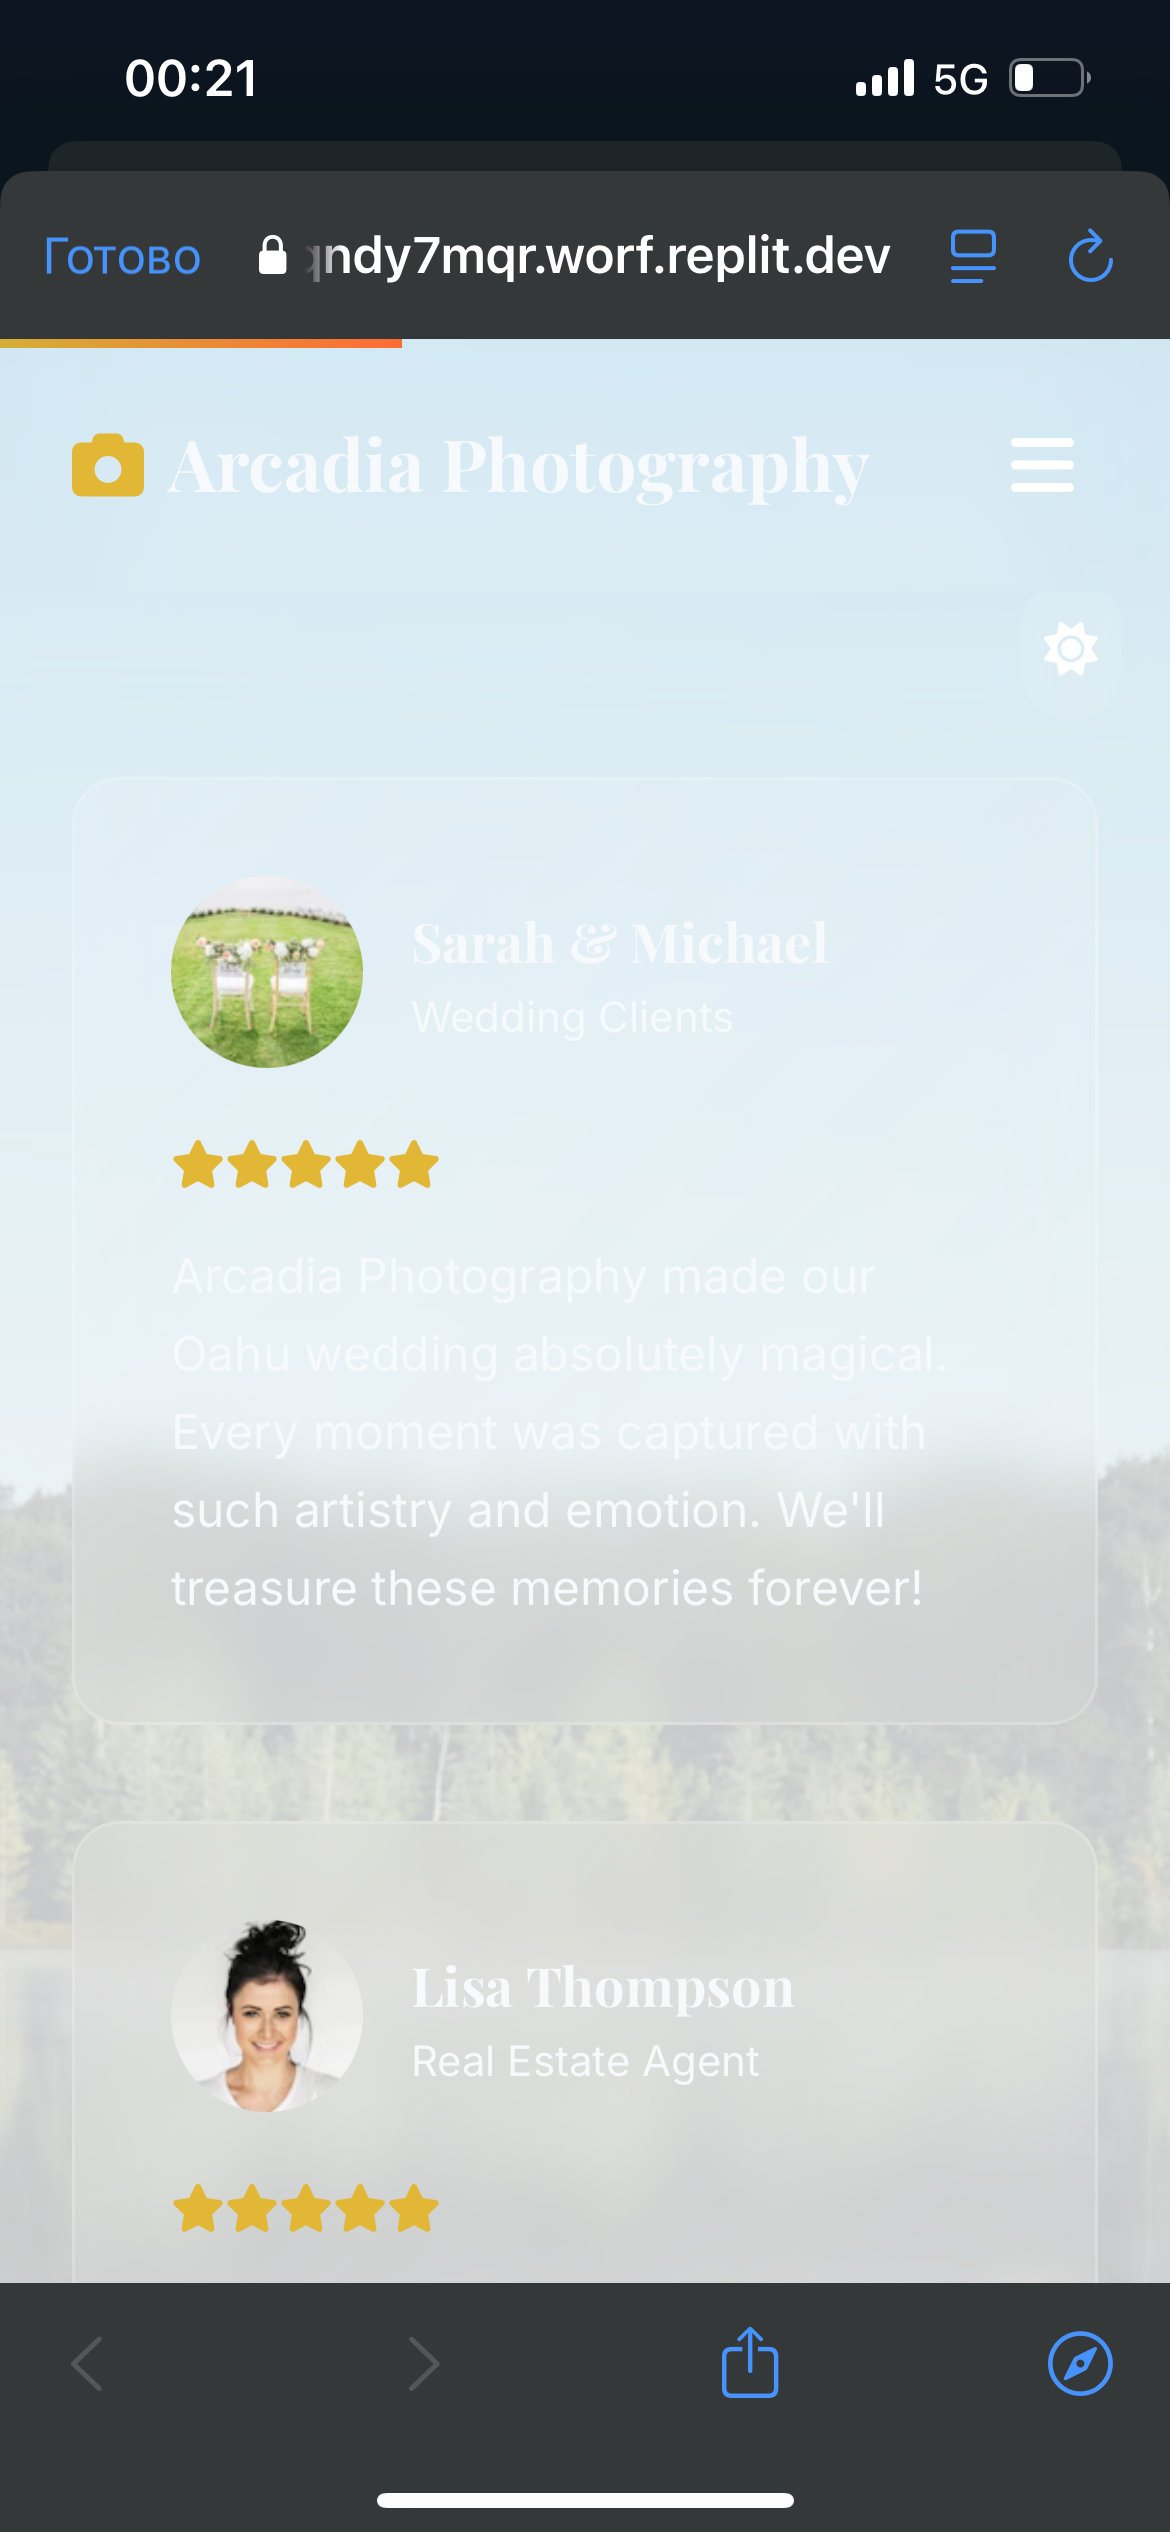 00:21
5G
Готово
qndy7mqr.worf.replit.dev
Arcadia Photography
Sarah & Michael
Wedding Clients
Arcadia Photography made our
Oahu wedding absolutely magical.
Every moment was captured with
such artistry and emotion. We'll
treasure these memories forever!
Lisa Thompson
Real Estate Agent